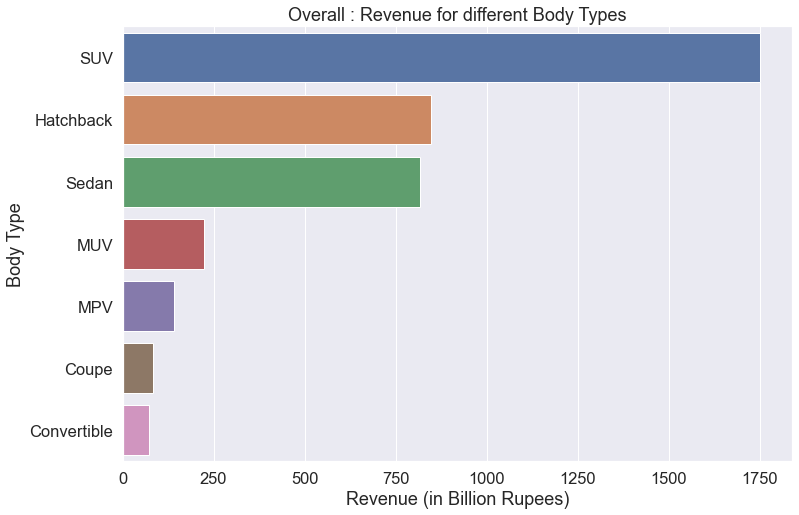 Overall : Revenue for different Body Types
Body Type
SUV
Hatchback
Sedan
MUV
MPV
Coupe
Convertible
0 250 500 750 1000 1250 1500 1750
Revenue (in Billion Rupees)